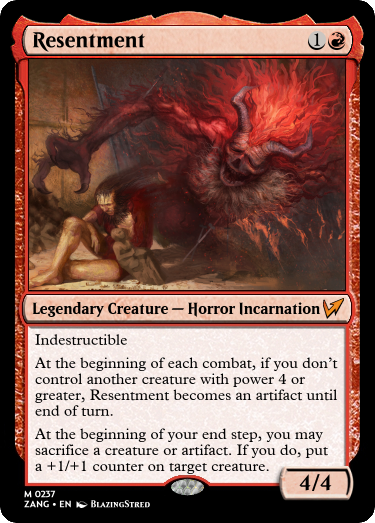 Resentment
1
Legendary Creature — Horror Incarnation
Indestructible
At the beginning of each combat, if you don't
control another creature with power 4 or
greater, Resentment becomes an artifact until
end of turn.
At the beginning of your end step, you may
sacrifice a creature or artifact. If you do, put
a +1/+1 counter on target creature.
4/4
M 0237
ZANG • EN BlazingStred